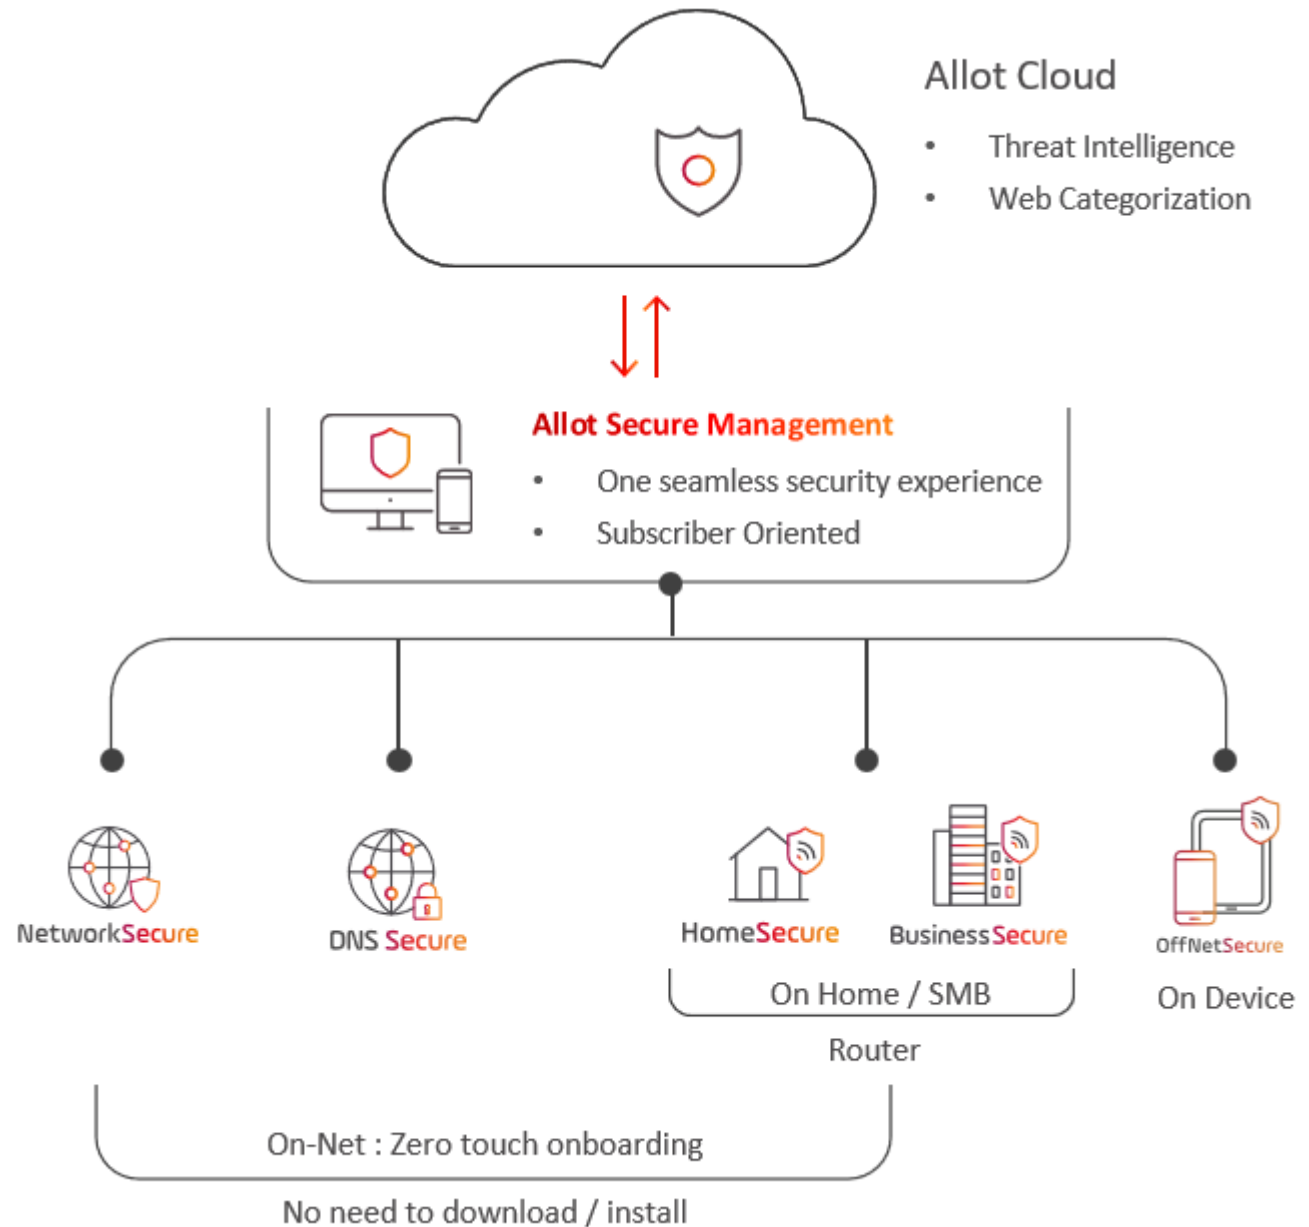 Allot Cloud
• Threat Intelligence
• Web Categorization
Allot Secure Management
• One seamless security experience
• Subscriber Oriented
NetworkSecure
DNS Secure
HomeSecure
BusinessSecure
OffNetSecure
On Home / SMB
On Device
Router
On-Net : Zero touch onboarding
No need to download / install